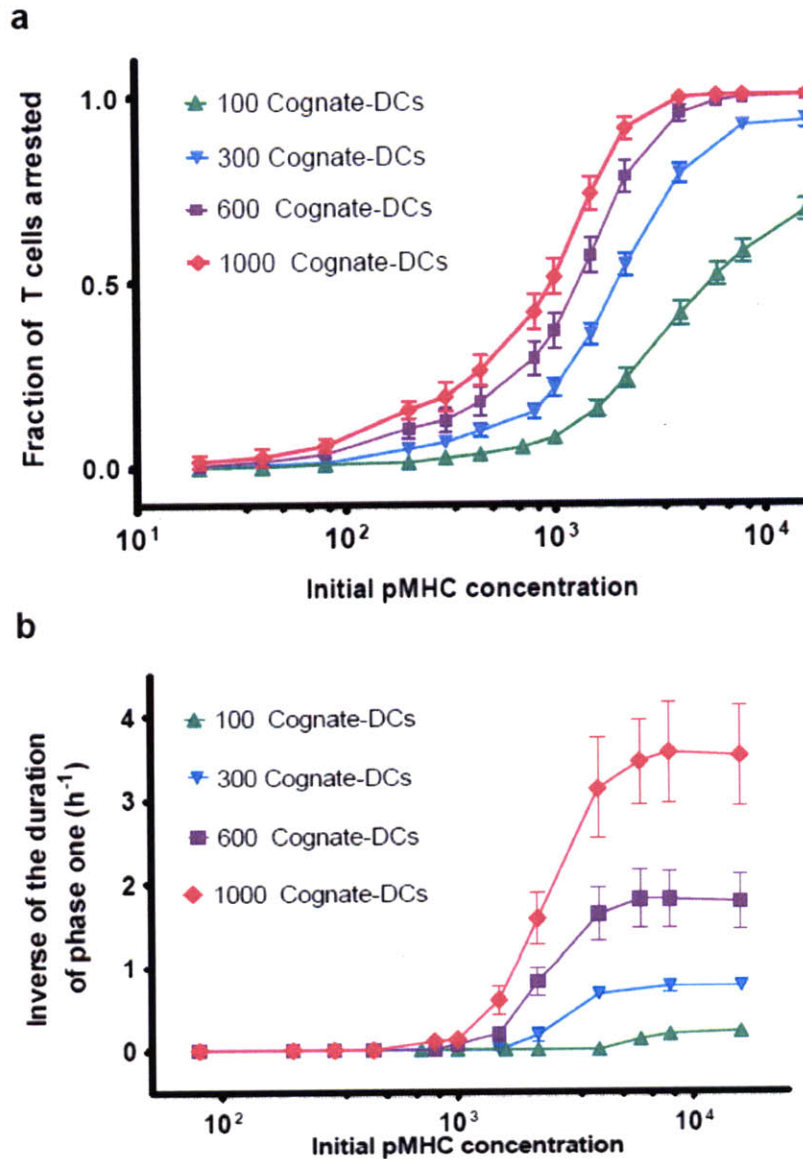 a
Fraction of T cells arrested
1.0
0.5
0.0
100 Cognate-DCs
300 Cognate-DCs
600 Cognate-DCs
1000 Cognate-DCs
10¹
10²
10³
10⁴
Initial pMHC concentration
b
Inverse of the duration
of phase one (h⁻¹)
4
3
2
1
0
100 Cognate-DCs
300 Cognate-DCs
600 Cognate-DCs
1000 Cognate-DCs
10²
10³
10⁴
Initial pMHC concentration